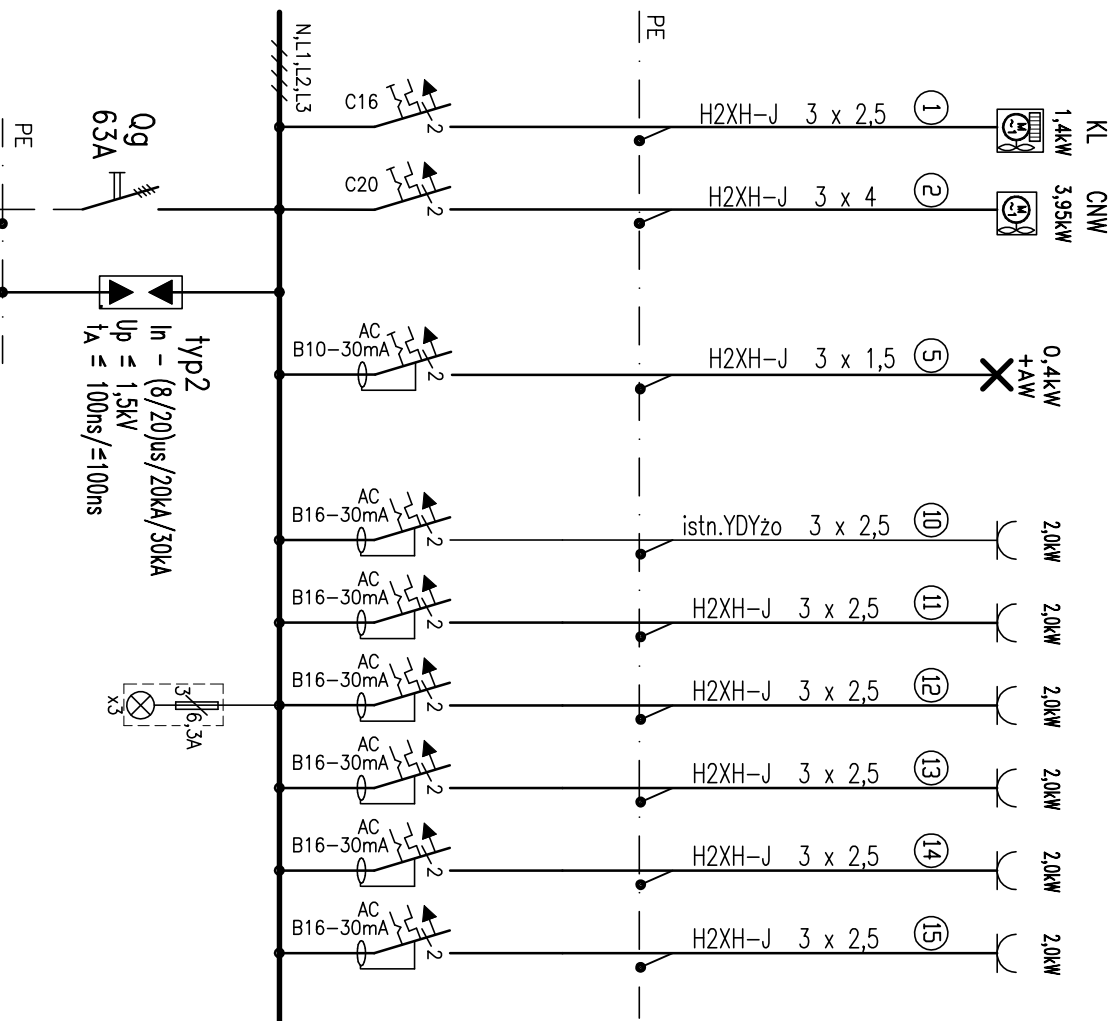 N,L1,L2,L3
PE
C16
2
H2XH-J 3 x 2,5
1
M
~1
1,4kW
KL
C20
2
H2XH-J 3 x 4
2
M
~1
3,95kW
CNW
Qg
63A
PE
typ2
In - (8/20)us/20kA/30kA
Up ≤ 1,5kV
tA ≤ 100ns/≤100ns
AC
B10-30mA
2
H2XH-J 3 x 1,5
5
0,4kW
+AW
AC
B16-30mA
2
istn.YDYżo 3 x 2,5
10
2,0kW
AC
B16-30mA
2
H2XH-J 3 x 2,5
11
2,0kW
AC
B16-30mA
2
H2XH-J 3 x 2,5
12
2,0kW
3
6,3A
x3
AC
B16-30mA
2
H2XH-J 3 x 2,5
13
2,0kW
AC
B16-30mA
2
H2XH-J 3 x 2,5
14
2,0kW
AC
B16-30mA
2
H2XH-J 3 x 2,5
15
2,0kW